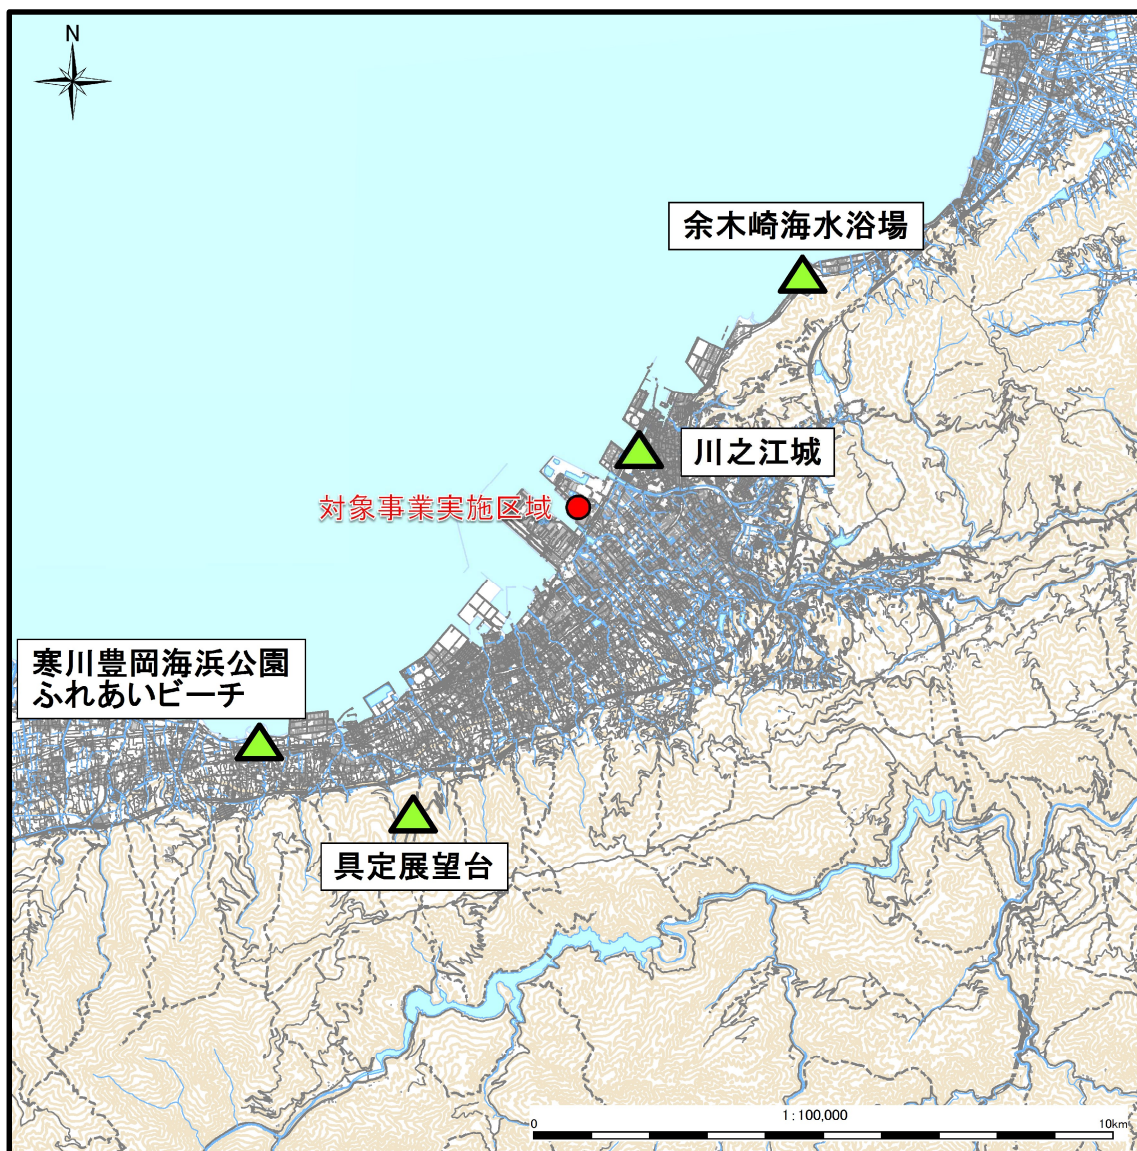 N
余木崎海水浴場
川之江城
対象事業実施区域
寒川豊岡海浜公園
ふれあいビーチ
具定展望台
1:100,000
0
10km